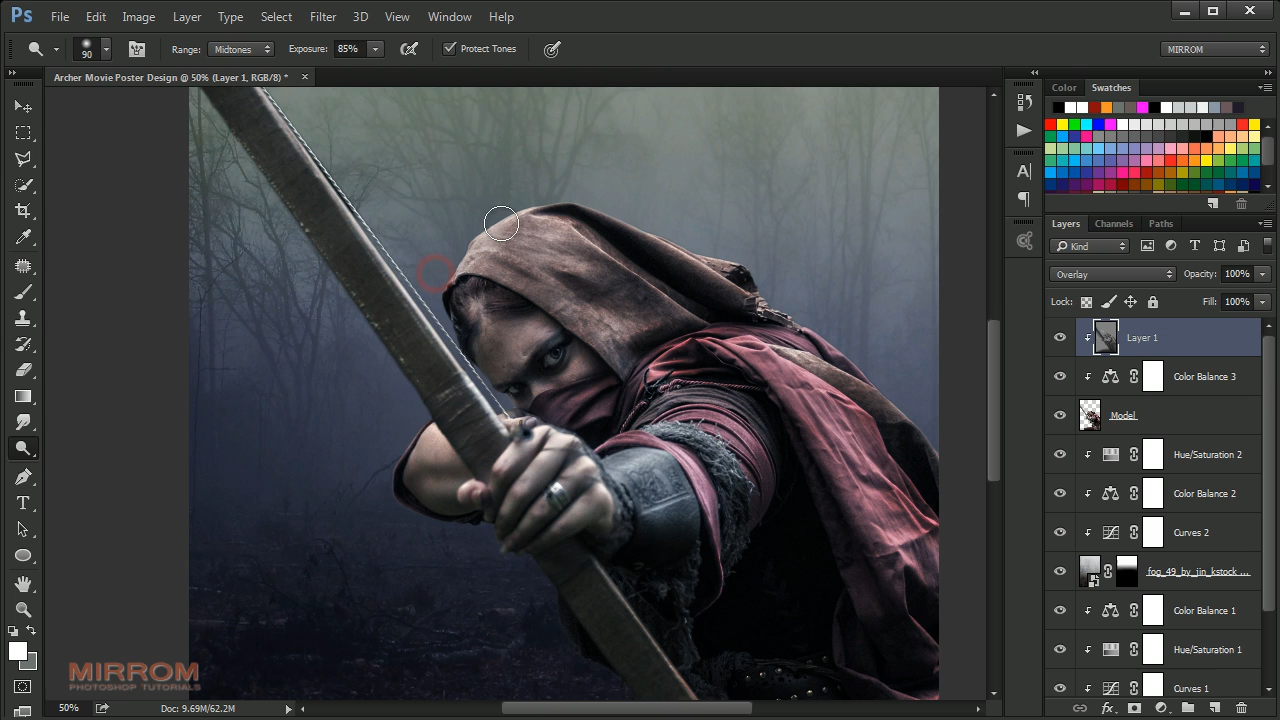 Ps File Edit Image Layer Type Select Filter 3D View Window Help
90 Range: Midtones Exposure: 85% Protect Tones MIRROM
Archer Movie Poster Design @ 50% (Layer 1, RGB/8) *
Color Swatches
Layers Channels Paths
Kind
Overlay Opacity: 100%
Lock: Fill: 100%
Layer 1
Color Balance 3
Model
Hue/Saturation 2
Color Balance 2
Curves 2
fog_49_by_jin_kstock ...
Color Balance 1
Hue/Saturation 1
Curves 1
MIRROM
PHOTOSHOP TUTORIALS
50% Doc: 9.69M/62.2M